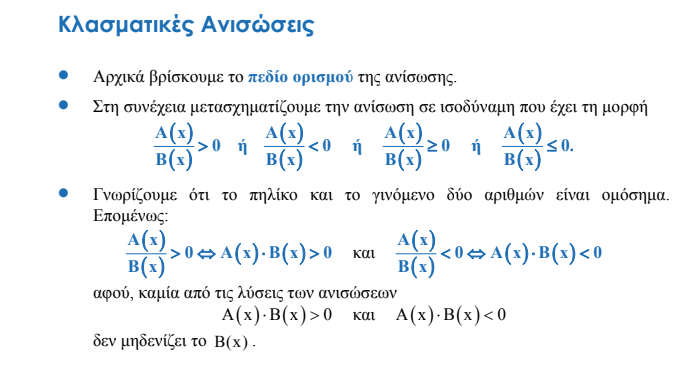 Κλασματικές Ανισώσεις
• Αρχικά βρίσκουμε το πεδίο ορισμού της ανίσωσης.
• Στη συνέχεια μετασχηματίζουμε την ανίσωση σε ισοδύναμη που έχει τη μορφή
A(x)/B(x) > 0 ή A(x)/B(x) < 0 ή A(x)/B(x) ≥ 0 ή A(x)/B(x) ≤ 0.
• Γνωρίζουμε ότι το πηλίκο και το γινόμενο δύο αριθμών είναι ομόσημα.
Επομένως:
A(x)/B(x) > 0 ⇔ A(x)·B(x) > 0 και A(x)/B(x) < 0 ⇔ A(x)·B(x) < 0
αφού, καμία από τις λύσεις των ανισώσεων
A(x)·B(x) > 0 και A(x)·B(x) < 0
δεν μηδενίζει το B(x).